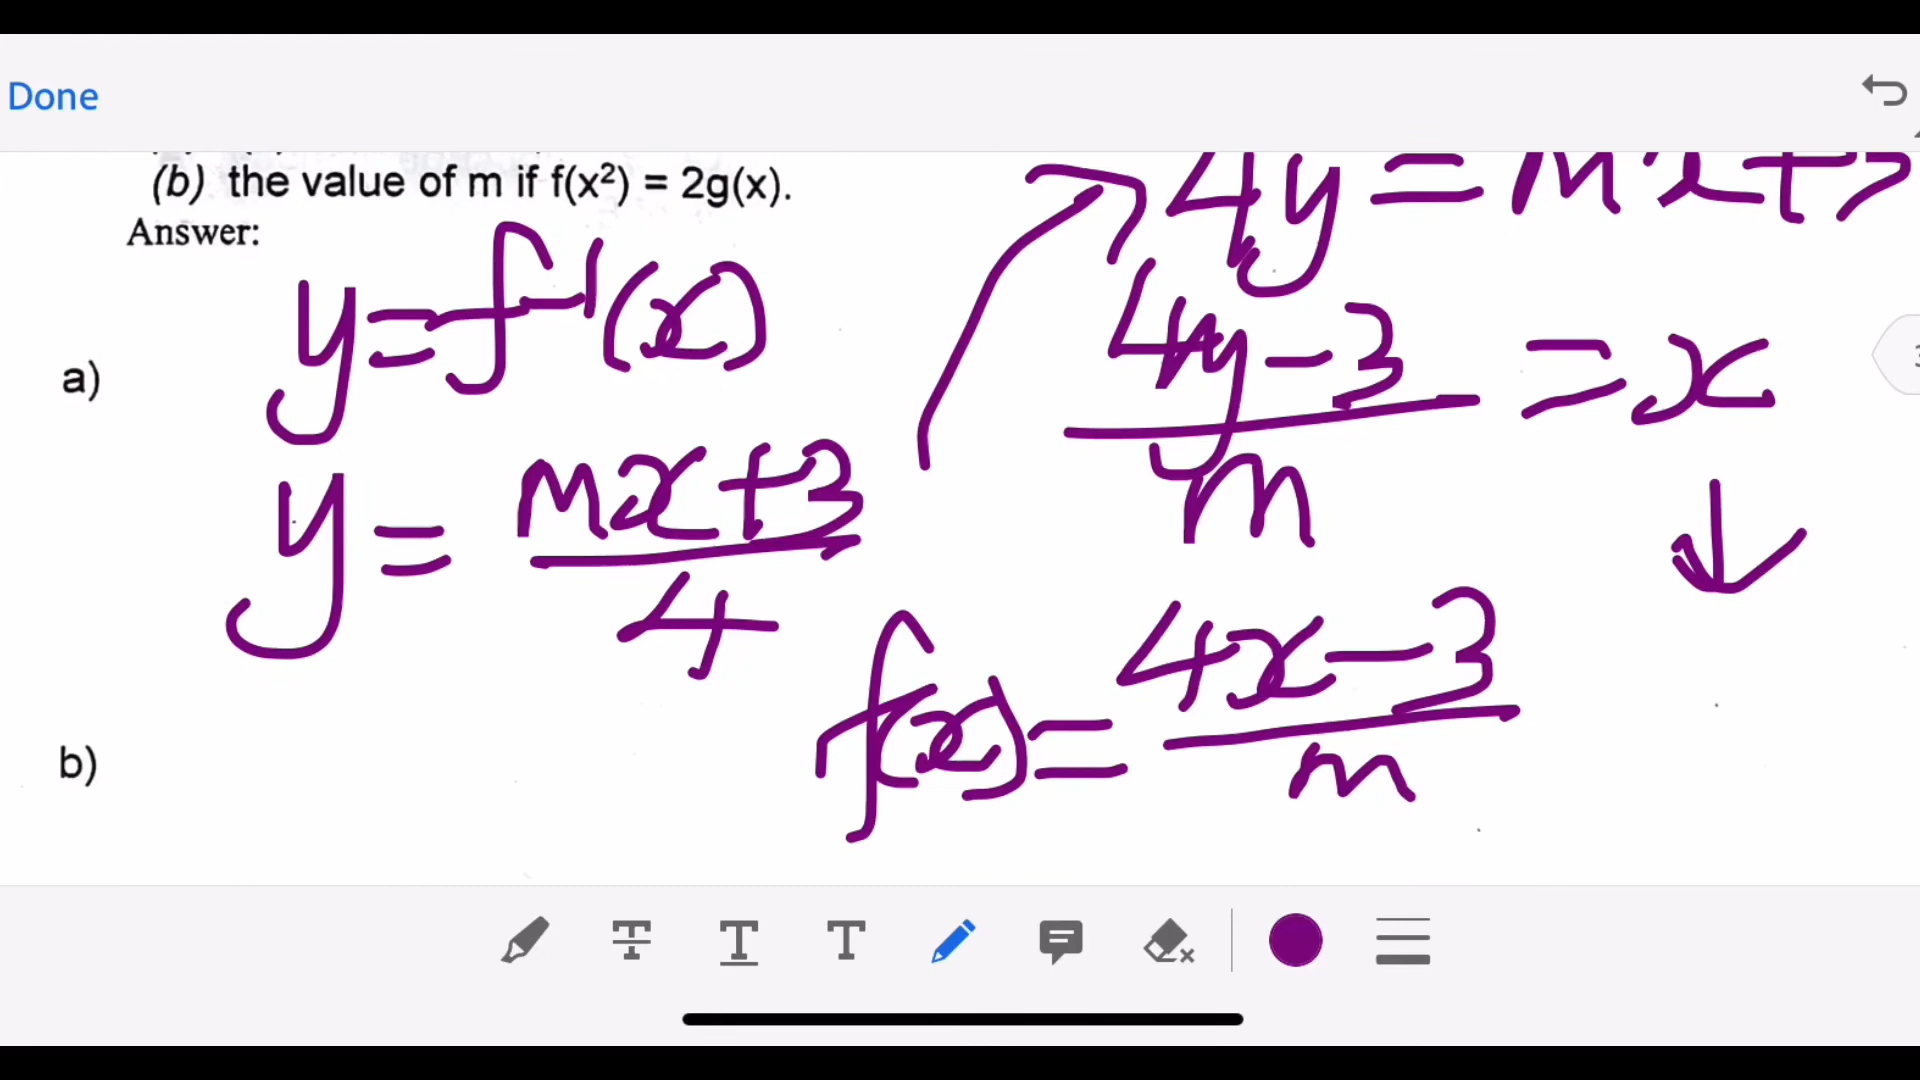 Done
(b) the value of m if f(x²) = 2g(x).
Answer:
4y = mx+3
a)
y = f⁻¹(x)
4y-3/m = x
y = mx+3/4
f(x) = 4x-3/m
b)